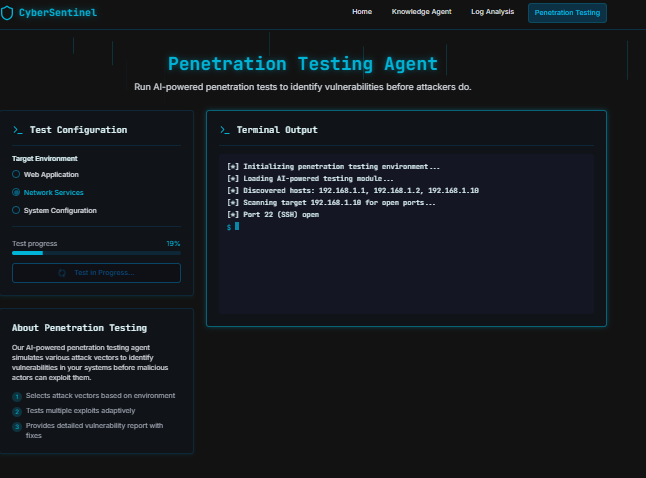 CyberSentinel
Home
Knowledge Agent
Log Analysis
Penetration Testing
Penetration Testing Agent
Run AI-powered penetration tests to identify vulnerabilities before attackers do.
>_ Test Configuration
Target Environment
Web Application
Network Services
System Configuration
Test progress 19%
Test in Progress...
About Penetration Testing
Our AI-powered penetration testing agent
simulates various attack vectors to identify
vulnerabilities in your systems before malicious
actors can exploit them.
1 Selects attack vectors based on environment
2 Tests multiple exploits adaptively
3 Provides detailed vulnerability report with
fixes
>_ Terminal Output
[*] Initializing penetration testing environment...
[*] Loading AI-powered testing module...
[*] Discovered hosts: 192.168.1.1, 192.168.1.2, 192.168.1.10
[*] Scanning target 192.168.1.10 for open ports...
[*] Port 22 (SSH) open
$